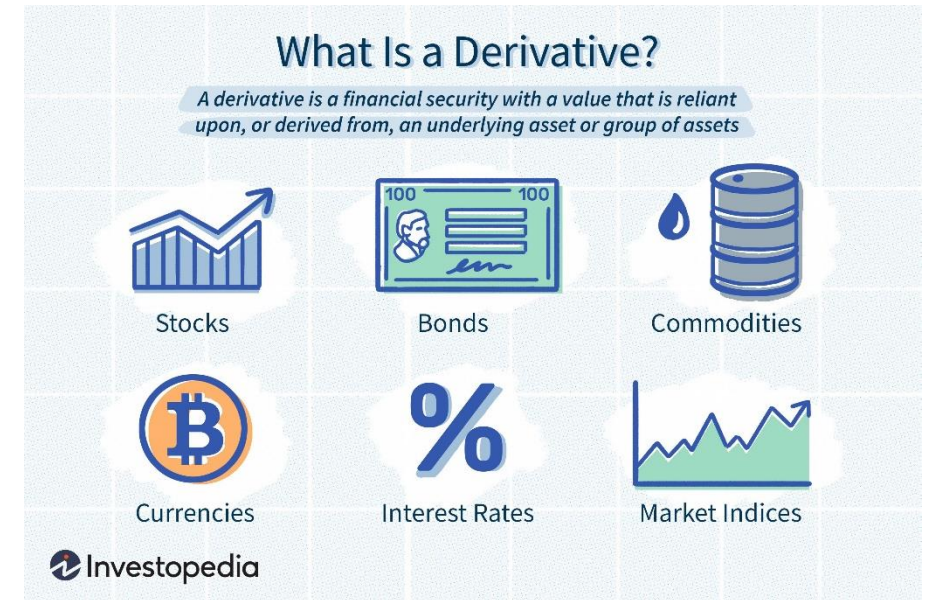 What Is a Derivative?
A derivative is a financial security with a value that is reliant
upon, or derived from, an underlying asset or group of assets
100 100
Stocks
Bonds
Commodities
B
Currencies
%
Interest Rates
Market Indices
Investopedia